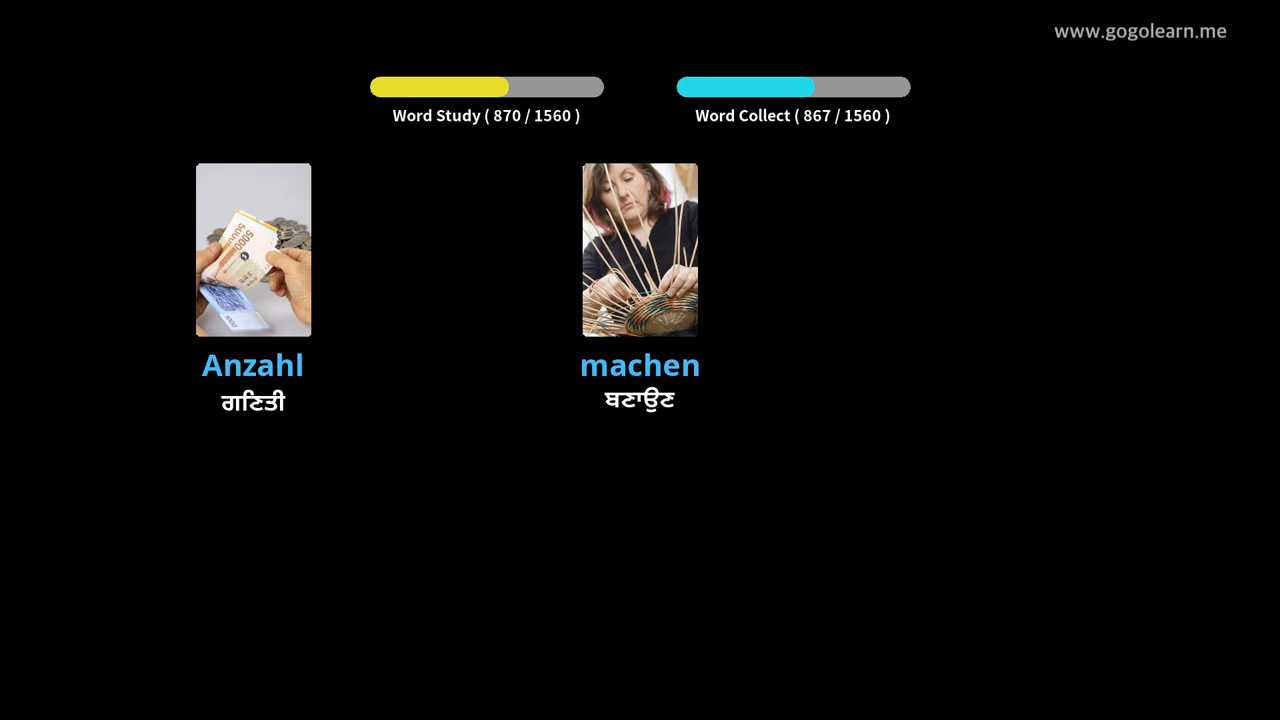 www.gogolearn.me
Word Study ( 870 / 1560 )
Word Collect ( 867 / 1560 )
Anzahl
ਗਣਿਤੀ
machen
ਬਣਾਉਣ